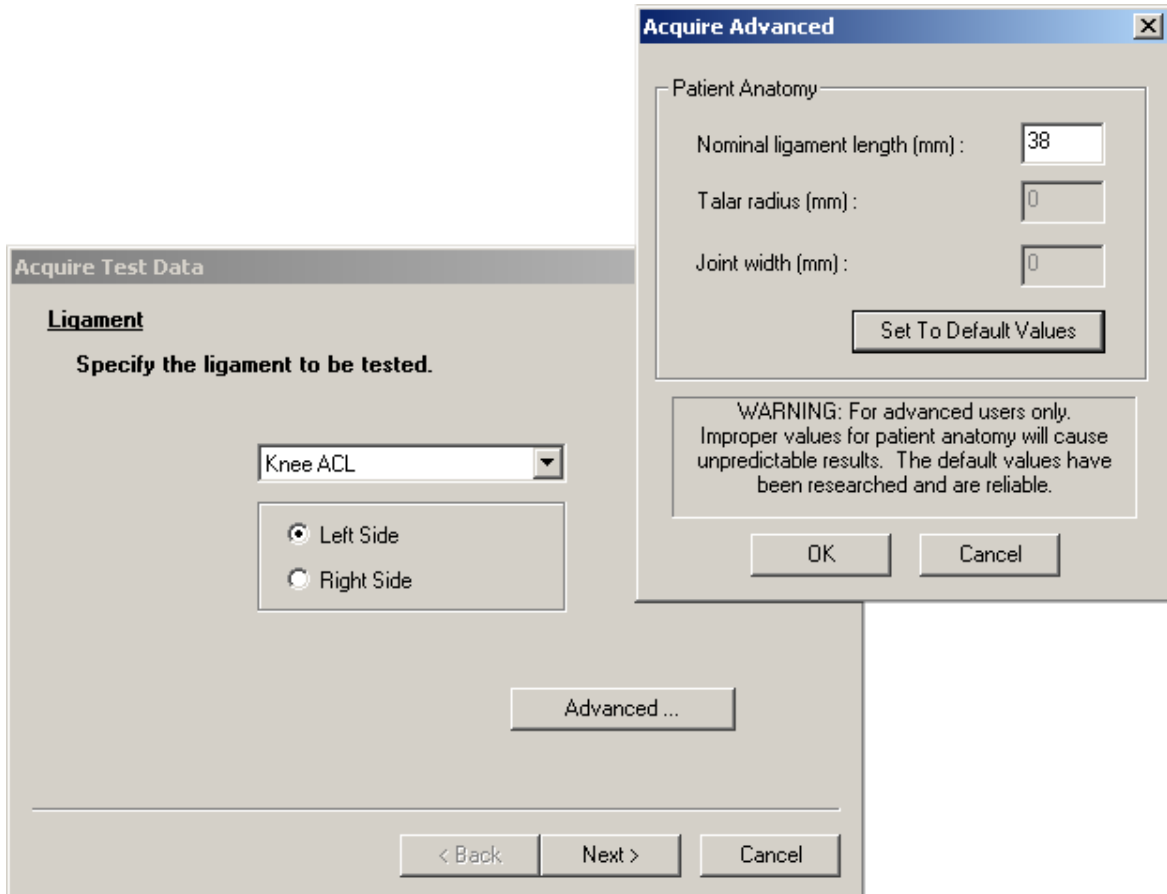 Acquire Advanced
Patient Anatomy
Nominal ligament length (mm) :
38
Talar radius (mm) :
0
Joint width (mm) :
0
Set To Default Values
WARNING: For advanced users only.
Improper values for patient anatomy will cause
unpredictable results. The default values have
been researched and are reliable.
OK
Cancel
Acquire Test Data
Ligament
Specify the ligament to be tested.
Knee ACL
Left Side
Right Side
Advanced ...
< Back
Next >
Cancel